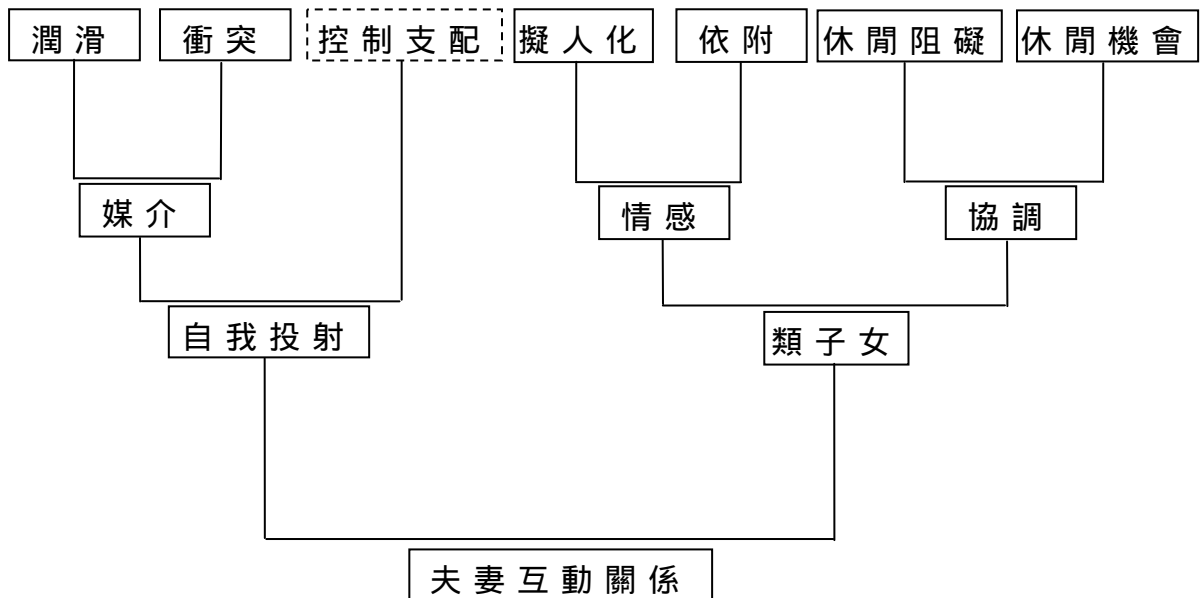 潤滑 衝突 控制支配 擬人化 依附 休閒阻礙 休閒機會
媒介 情感 協調
自我投射 類子女
夫妻互動關係